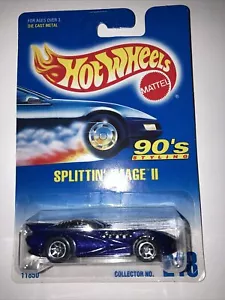 FOR AGES OVER 3
DIE CAST METAL
HOT WHEELS
MATTEL
90's
STYLING
SPLITTIN' IMAGE II
COLLECTOR NO.